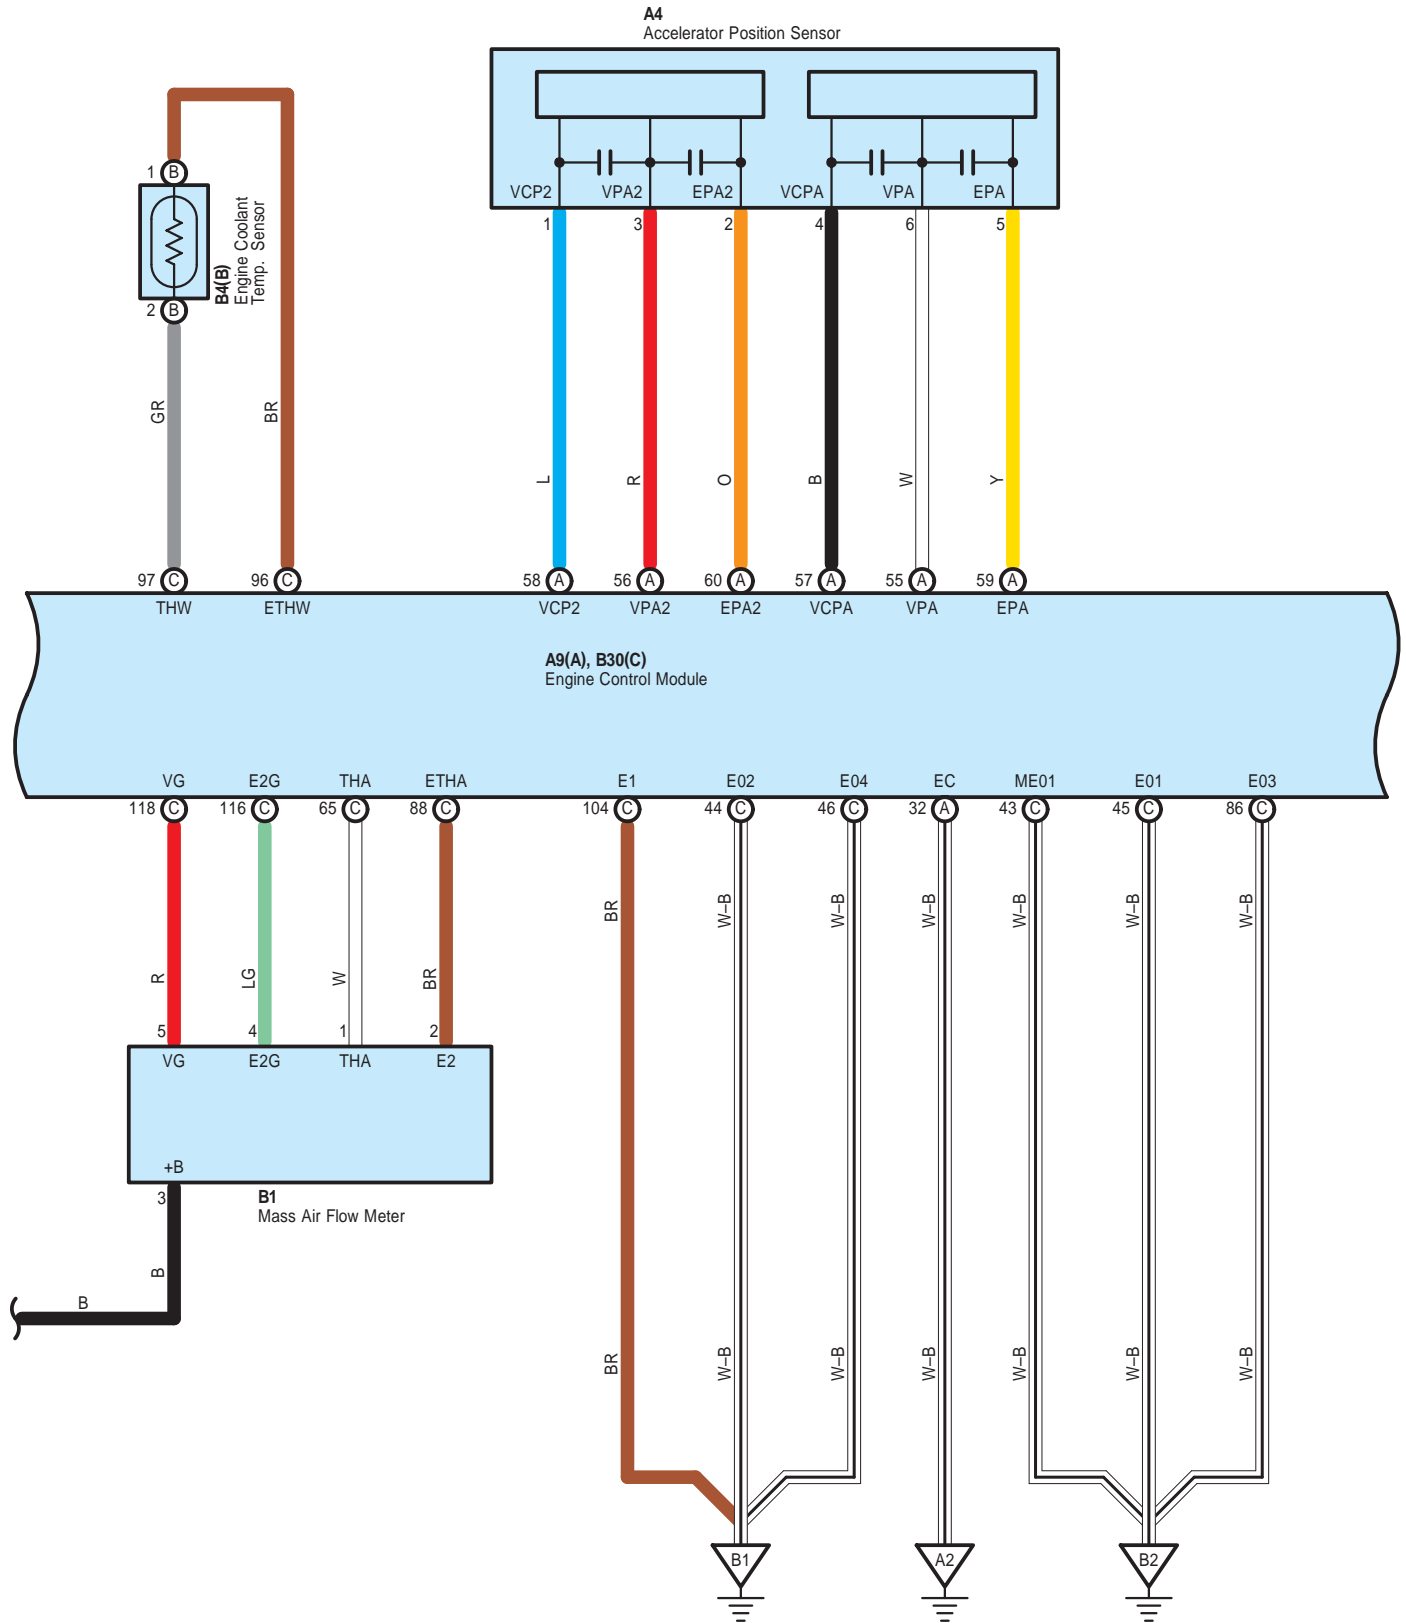 A4
Accelerator Position Sensor
1 B
B4(B)
Engine Coolant
Temp. Sensor
2 B
VCP2 VPA2 EPA2 VCPA VPA EPA
1 3 2 4 6 5
GR BR
L R O B W Y
97 C 96 C 58 A 56 A 60 A 57 A 55 A 59 A
THW ETHW VCP2 VPA2 EPA2 VCPA VPA EPA
A9(A), B30(C)
Engine Control Module
VG E2G THA ETHA E1 E02 E04 EC ME01 E01 E03
118 C 116 C 65 C 88 C 104 C 44 C 46 C 32 A 43 C 45 C 86 C
BR W–B W–B W–B W–B W–B W–B
R LG W BR
5 4 1 2
VG E2G THA E2
+B
3
B1
Mass Air Flow Meter
B
B
BR W–B W–B W–B W–B W–B W–B
B1 A2 B2